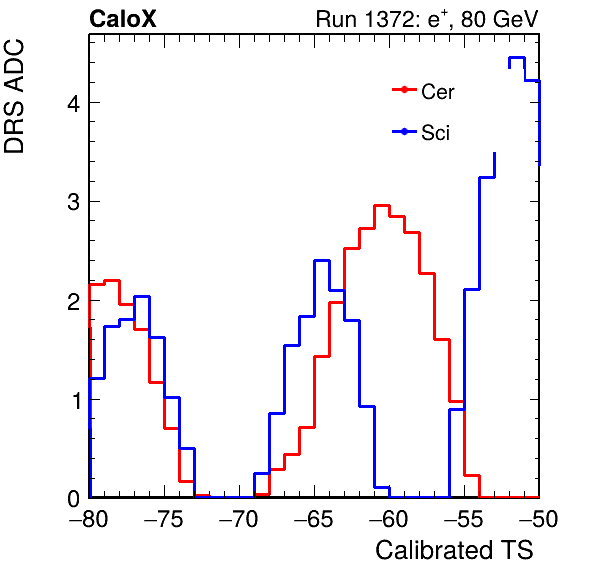 CaloX Run 1372: e⁺, 80 GeV
DRS ADC
Cer
Sci
4
3
2
1
0
−80 −75 −70 −65 −60 −55 −50
Calibrated TS